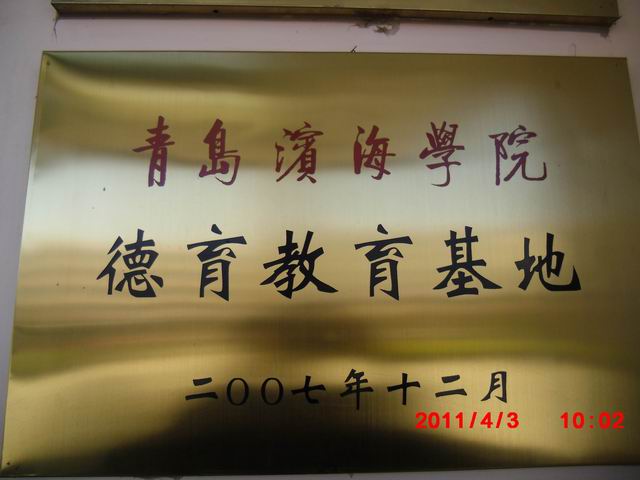 青島濱海學院
德育教育基地
二〇〇七年十二月
2011/4/3 10:02